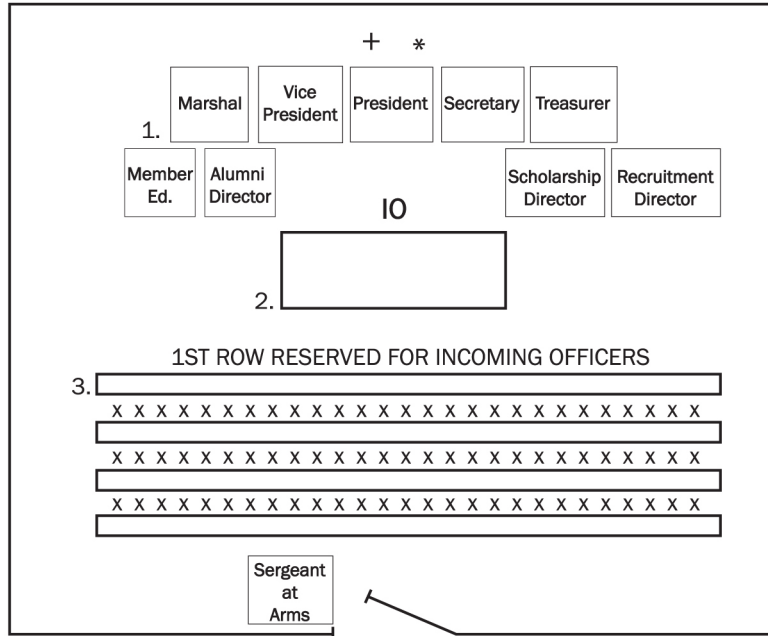 + *
Marshal
Vice
President
President
Secretary
Treasurer
1.
Member
Ed.
Alumni
Director
Scholarship
Director
Recruitment
Director
IO
2.
1ST ROW RESERVED FOR INCOMING OFFICERS
3.
X X X X X X X X X X X X X X X X X X X X X X X X X X X
X X X X X X X X X X X X X X X X X X X X X X X X X X X
X X X X X X X X X X X X X X X X X X X X X X X X X X X
Sergeant
at
Arms